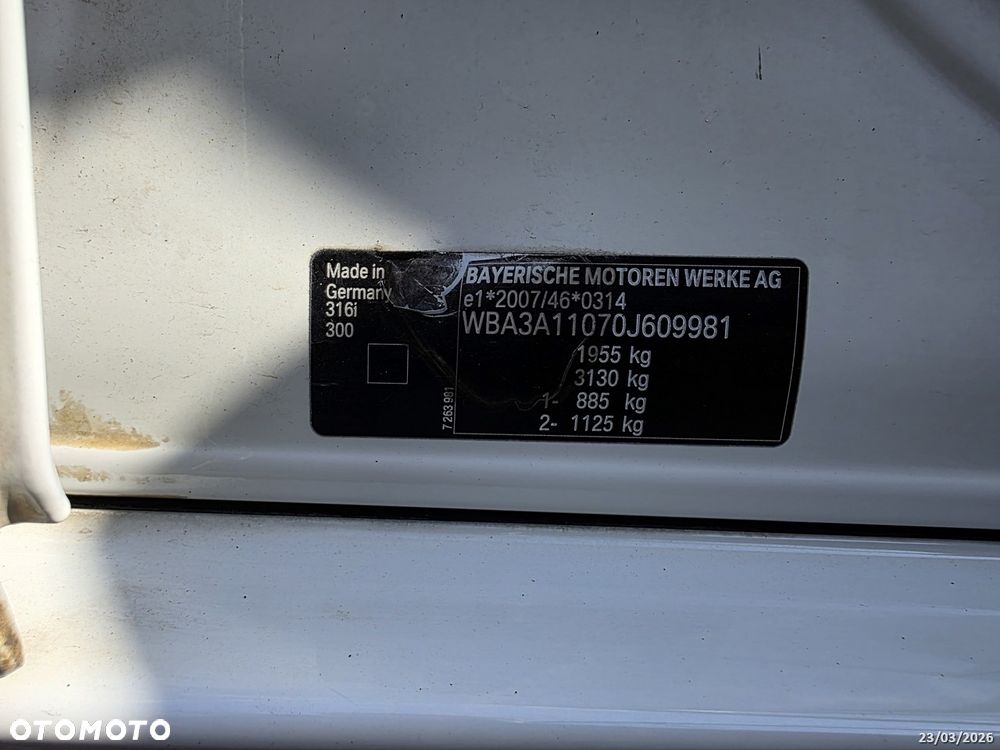 Made in
Germany
316i
300
7 263 981
BAYERISCHE MOTOREN WERKE AG
e1*2007/46*0314
WBA3A11070J609981
1955 kg
3130 kg
1- 885 kg
2- 1125 kg
OTOMOTO
23/03/2026